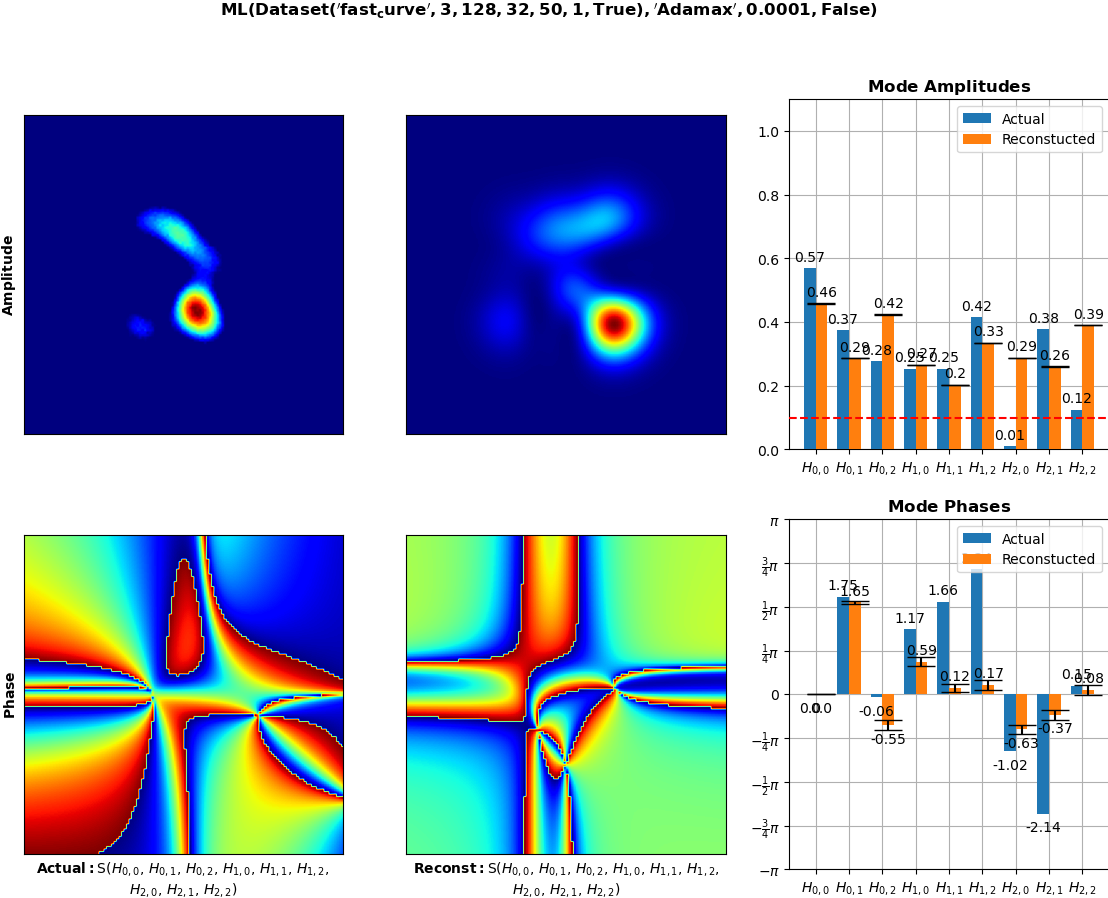 ML(Dataset('fast_curve', 3, 128, 32, 50, 1, True), 'Adamax', 0.0001, False)
Mode Amplitudes
Amplitude
Actual
Reconstucted
1.0
0.8
0.6
0.4
0.2
0.0
0.57
0.46
0.37
0.29
0.28
0.42
0.25
0.27
0.25
0.2
0.42
0.33
0.01
0.29
0.38
0.26
0.12
0.39
H0,0 H0,1 H0,2 H1,0 H1,1 H1,2 H2,0 H2,1 H2,2
Mode Phases
Phase
Actual
Reconstucted
π
3/4π
1/2π
1/4π
0
−1/4π
−1/2π
−3/4π
−π
0.0
0.0
1.75
1.65
-0.06
-0.55
1.17
0.59
1.66
0.12
0.17
-1.02
-0.63
-2.14
-0.37
0.15
0.08
H0,0 H0,1 H0,2 H1,0 H1,1 H1,2 H2,0 H2,1 H2,2
Actual: S(H0,0, H0,1, H0,2, H1,0, H1,1, H1,2,
H2,0, H2,1, H2,2)
Reconst: S(H0,0, H0,1, H0,2, H1,0, H1,1, H1,2,
H2,0, H2,1, H2,2)